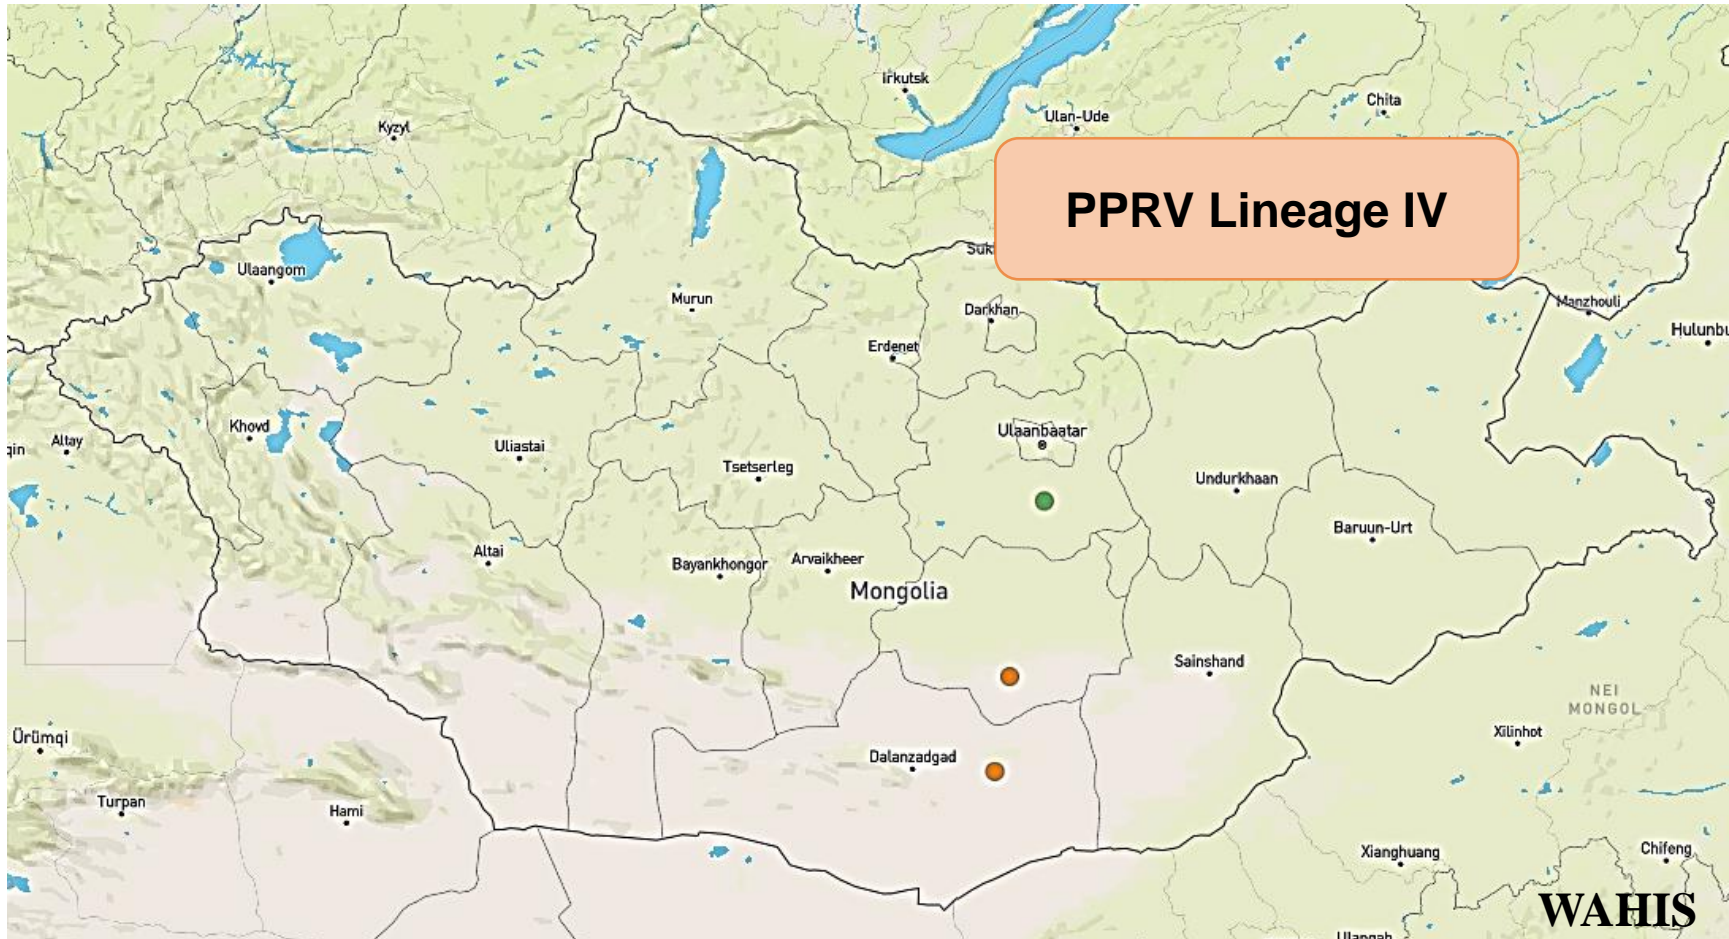 Irkutsk
Chita
Ulan-Ude
Kyzyl
PPRV Lineage IV
Ulaangom
Murun
Manzhouli
Darkhan
Erdenet
Khovd
Altay
Uliastai
Ulaanbaatar
Tsetserleg
Undurkhaan
Baruun-Urt
Altai
Bayankhongor
Arvaikheer
Mongolia
Sainshand
NEI
MONGOL
Ürümqi
Xilinhot
Dalanzadgad
Turpan
Hami
Xianghuang
Chifeng
WAHIS